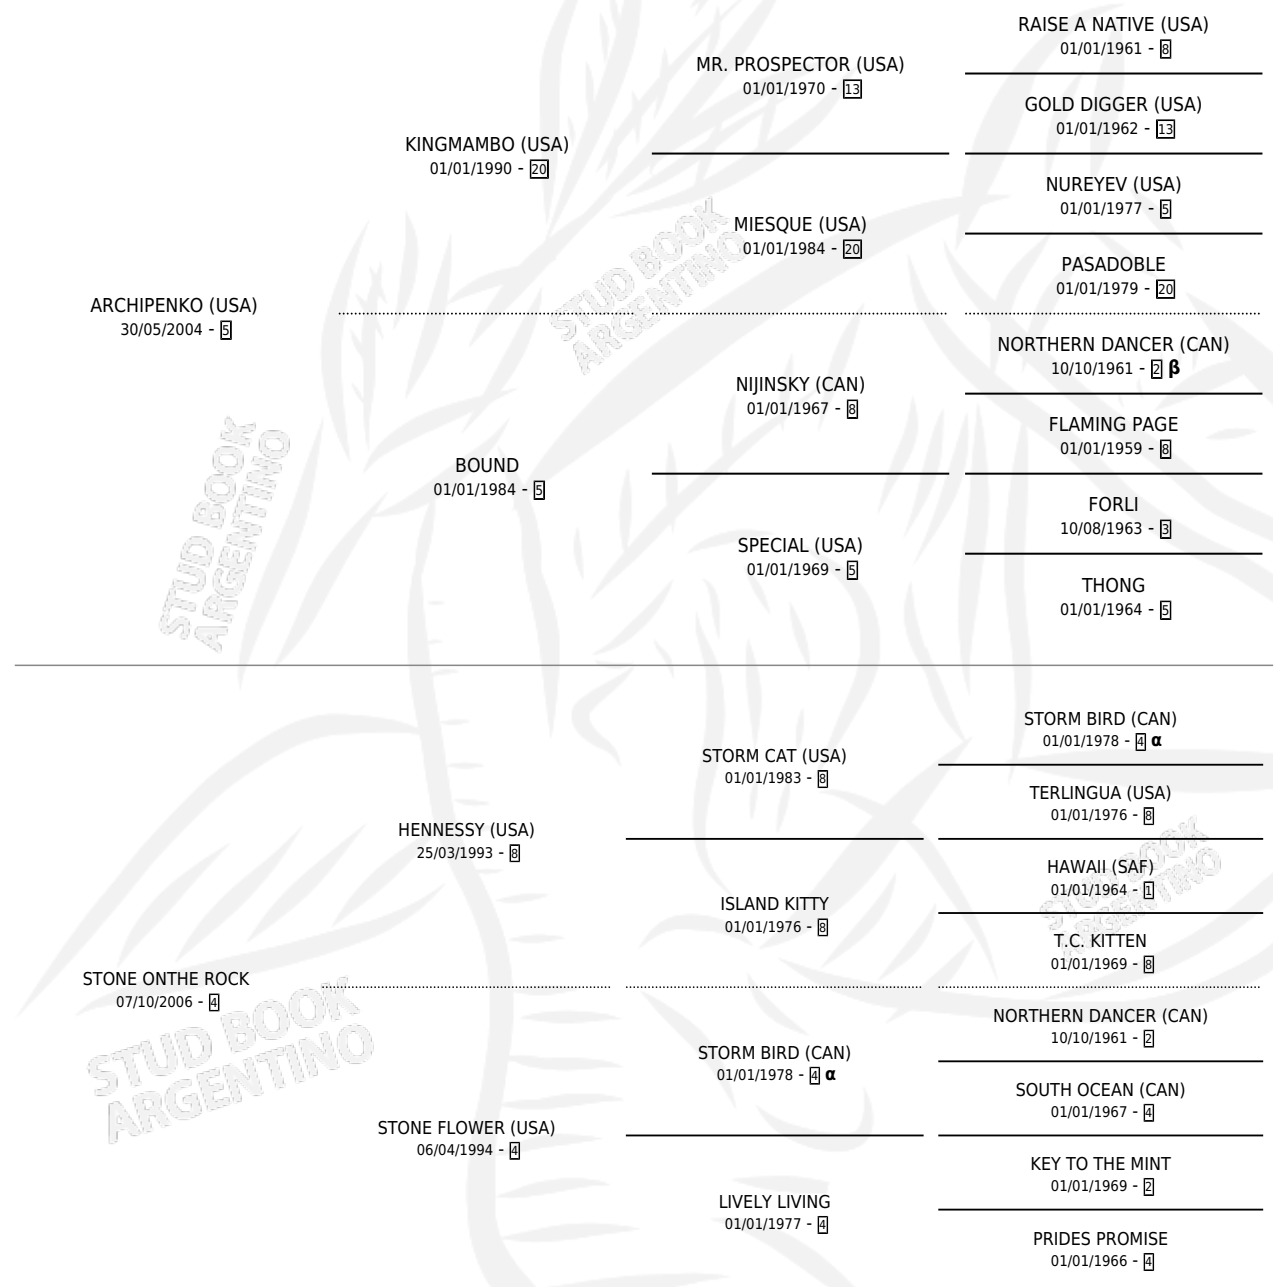 RAISE A NATIVE (USA)
01/01/1961 - 8
MR. PROSPECTOR (USA)
01/01/1970 - 13
GOLD DIGGER (USA)
01/01/1962 - 13
KINGMAMBO (USA)
01/01/1990 - 20
NUREYEV (USA)
01/01/1977 - 5
MIESQUE (USA)
01/01/1984 - 20
PASADOBLE
01/01/1979 - 20
STUD BOOK
ARGENTINO
ARCHIPENKO (USA)
30/05/2004 - 5
NORTHERN DANCER (CAN)
10/10/1961 - 2 β
NIJINSKY (CAN)
01/01/1967 - 8
FLAMING PAGE
01/01/1959 - 8
BOUND
01/01/1984 - 5
FORLI
10/08/1963 - 3
SPECIAL (USA)
01/01/1969 - 5
THONG
01/01/1964 - 5
STUD BOOK
ARGENTINO
STORM BIRD (CAN)
01/01/1978 - 4 α
STORM CAT (USA)
01/01/1983 - 8
TERLINGUA (USA)
01/01/1976 - 8
HENNESSY (USA)
25/03/1993 - 8
HAWAII (SAF)
01/01/1964 - 1
ISLAND KITTY
01/01/1976 - 8
T.C. KITTEN
01/01/1969 - 8
STUD BOOK
ARGENTINO
STONE ONTHE ROCK
07/10/2006 - 4
NORTHERN DANCER (CAN)
10/10/1961 - 2
STORM BIRD (CAN)
01/01/1978 - 4 α
SOUTH OCEAN (CAN)
01/01/1967 - 4
STUD BOOK
ARGENTINO
STONE FLOWER (USA)
06/04/1994 - 4
KEY TO THE MINT
01/01/1969 - 2
LIVELY LIVING
01/01/1977 - 4
PRIDES PROMISE
01/01/1966 - 4